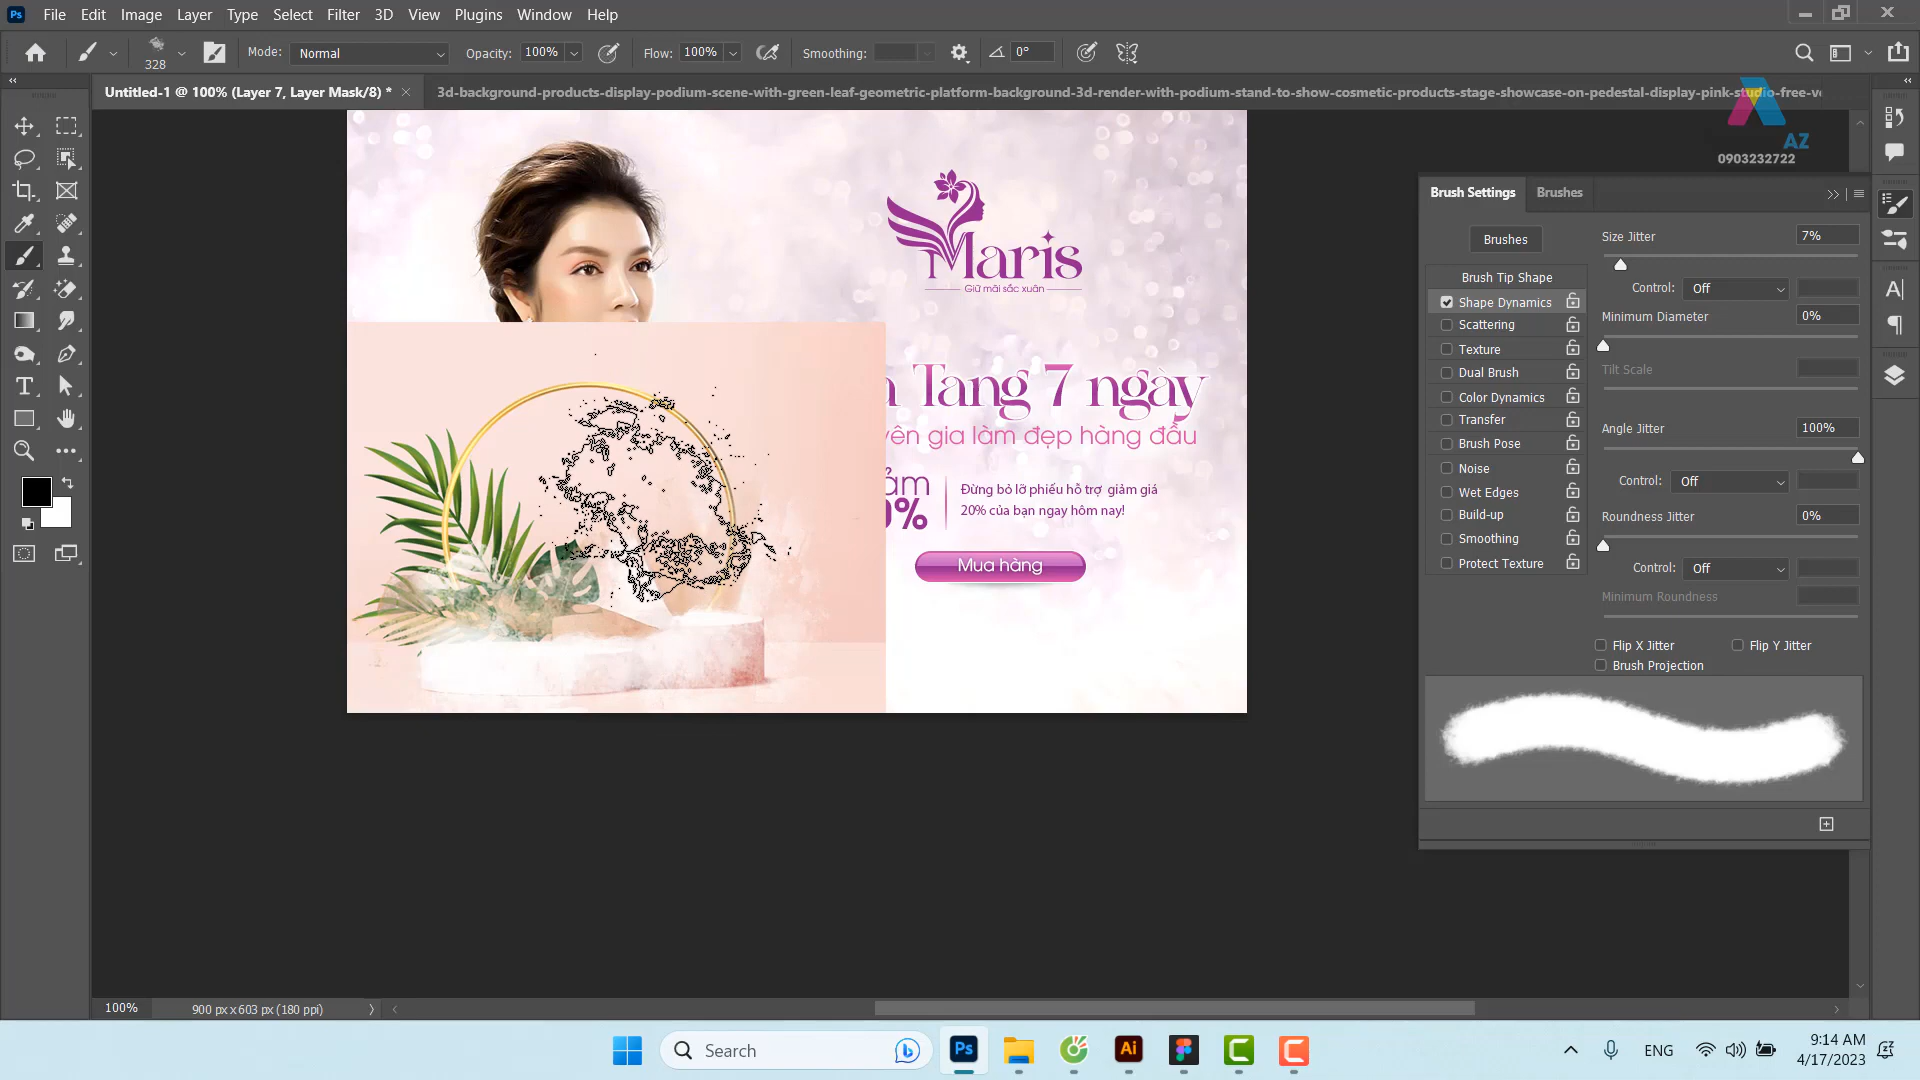 File Edit Image Layer Type Select Filter 3D View Plugins Window Help
328 Mode: Normal Opacity: 100% Flow: 100% Smoothing: 0°
Untitled-1 @ 100% (Layer 7, Layer Mask/8) *
3d-background-products-display-podium-scene-with-green-leaf-geometric-platform-background-3d-render-with-podium-stand-to-show-cosmetic-products-stage-showcase-on-pedestal-display-pink-studio-free-ve
AZ
0903232722
Maris
Giữ mãi sắc xuân
Tang 7 ngày
yên gia làm đẹp hàng đầu
Đừng bỏ lỡ phiếu hỗ trợ giảm giá
20% của bạn ngay hôm nay!
Mua hàng
Brush Settings Brushes
Brushes
Brush Tip Shape
Shape Dynamics
Scattering
Texture
Dual Brush
Color Dynamics
Transfer
Brush Pose
Noise
Wet Edges
Build-up
Smoothing
Protect Texture
Size Jitter 7%
Control: Off
Minimum Diameter 0%
Tilt Scale
Angle Jitter 100%
Control: Off
Roundness Jitter 0%
Control: Off
Minimum Roundness
Flip X Jitter Flip Y Jitter
Brush Projection
100% 900 px x 603 px (180 ppi)
Search
ENG
9:14 AM
4/17/2023